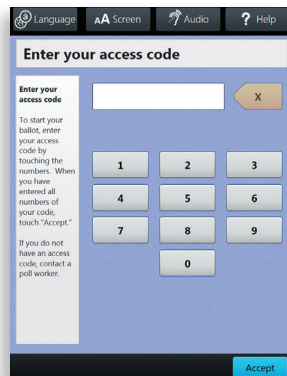 Language AA Screen Audio ? Help
Enter your access code
Enter your
access code
To start your
ballot, enter
your access
code by
touching the
numbers. When
you have
entered all
numbers of
your code,
touch "Accept."
If you do not
have an access
code, contact a
poll worker.
X
1 2 3
4 5 6
7 8 9
0
Accept